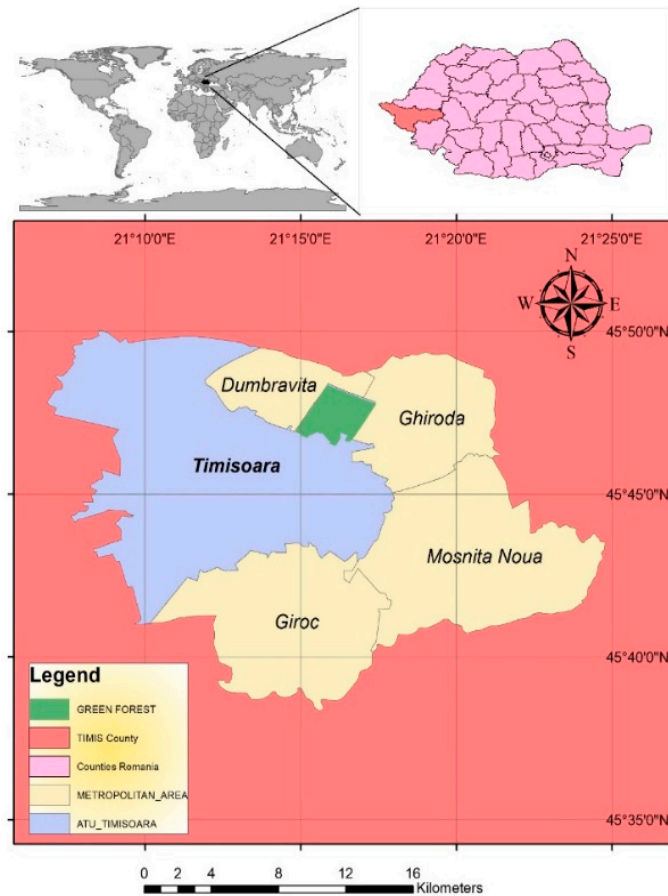 21°10'0"E 21°15'0"E 21°20'0"E 21°25'0"E
N
W E
S
45°50'0"N
Dumbravita
Ghiroda
Timisoara
45°45'0"N
Mosnita Noua
Giroc
45°40'0"N
Legend
GREEN FOREST
TIMIS County
Counties Romania
METROPOLITAN_AREA
ATU_TIMISOARA
45°35'0"N
0 2 4 8 12 16
Kilometers